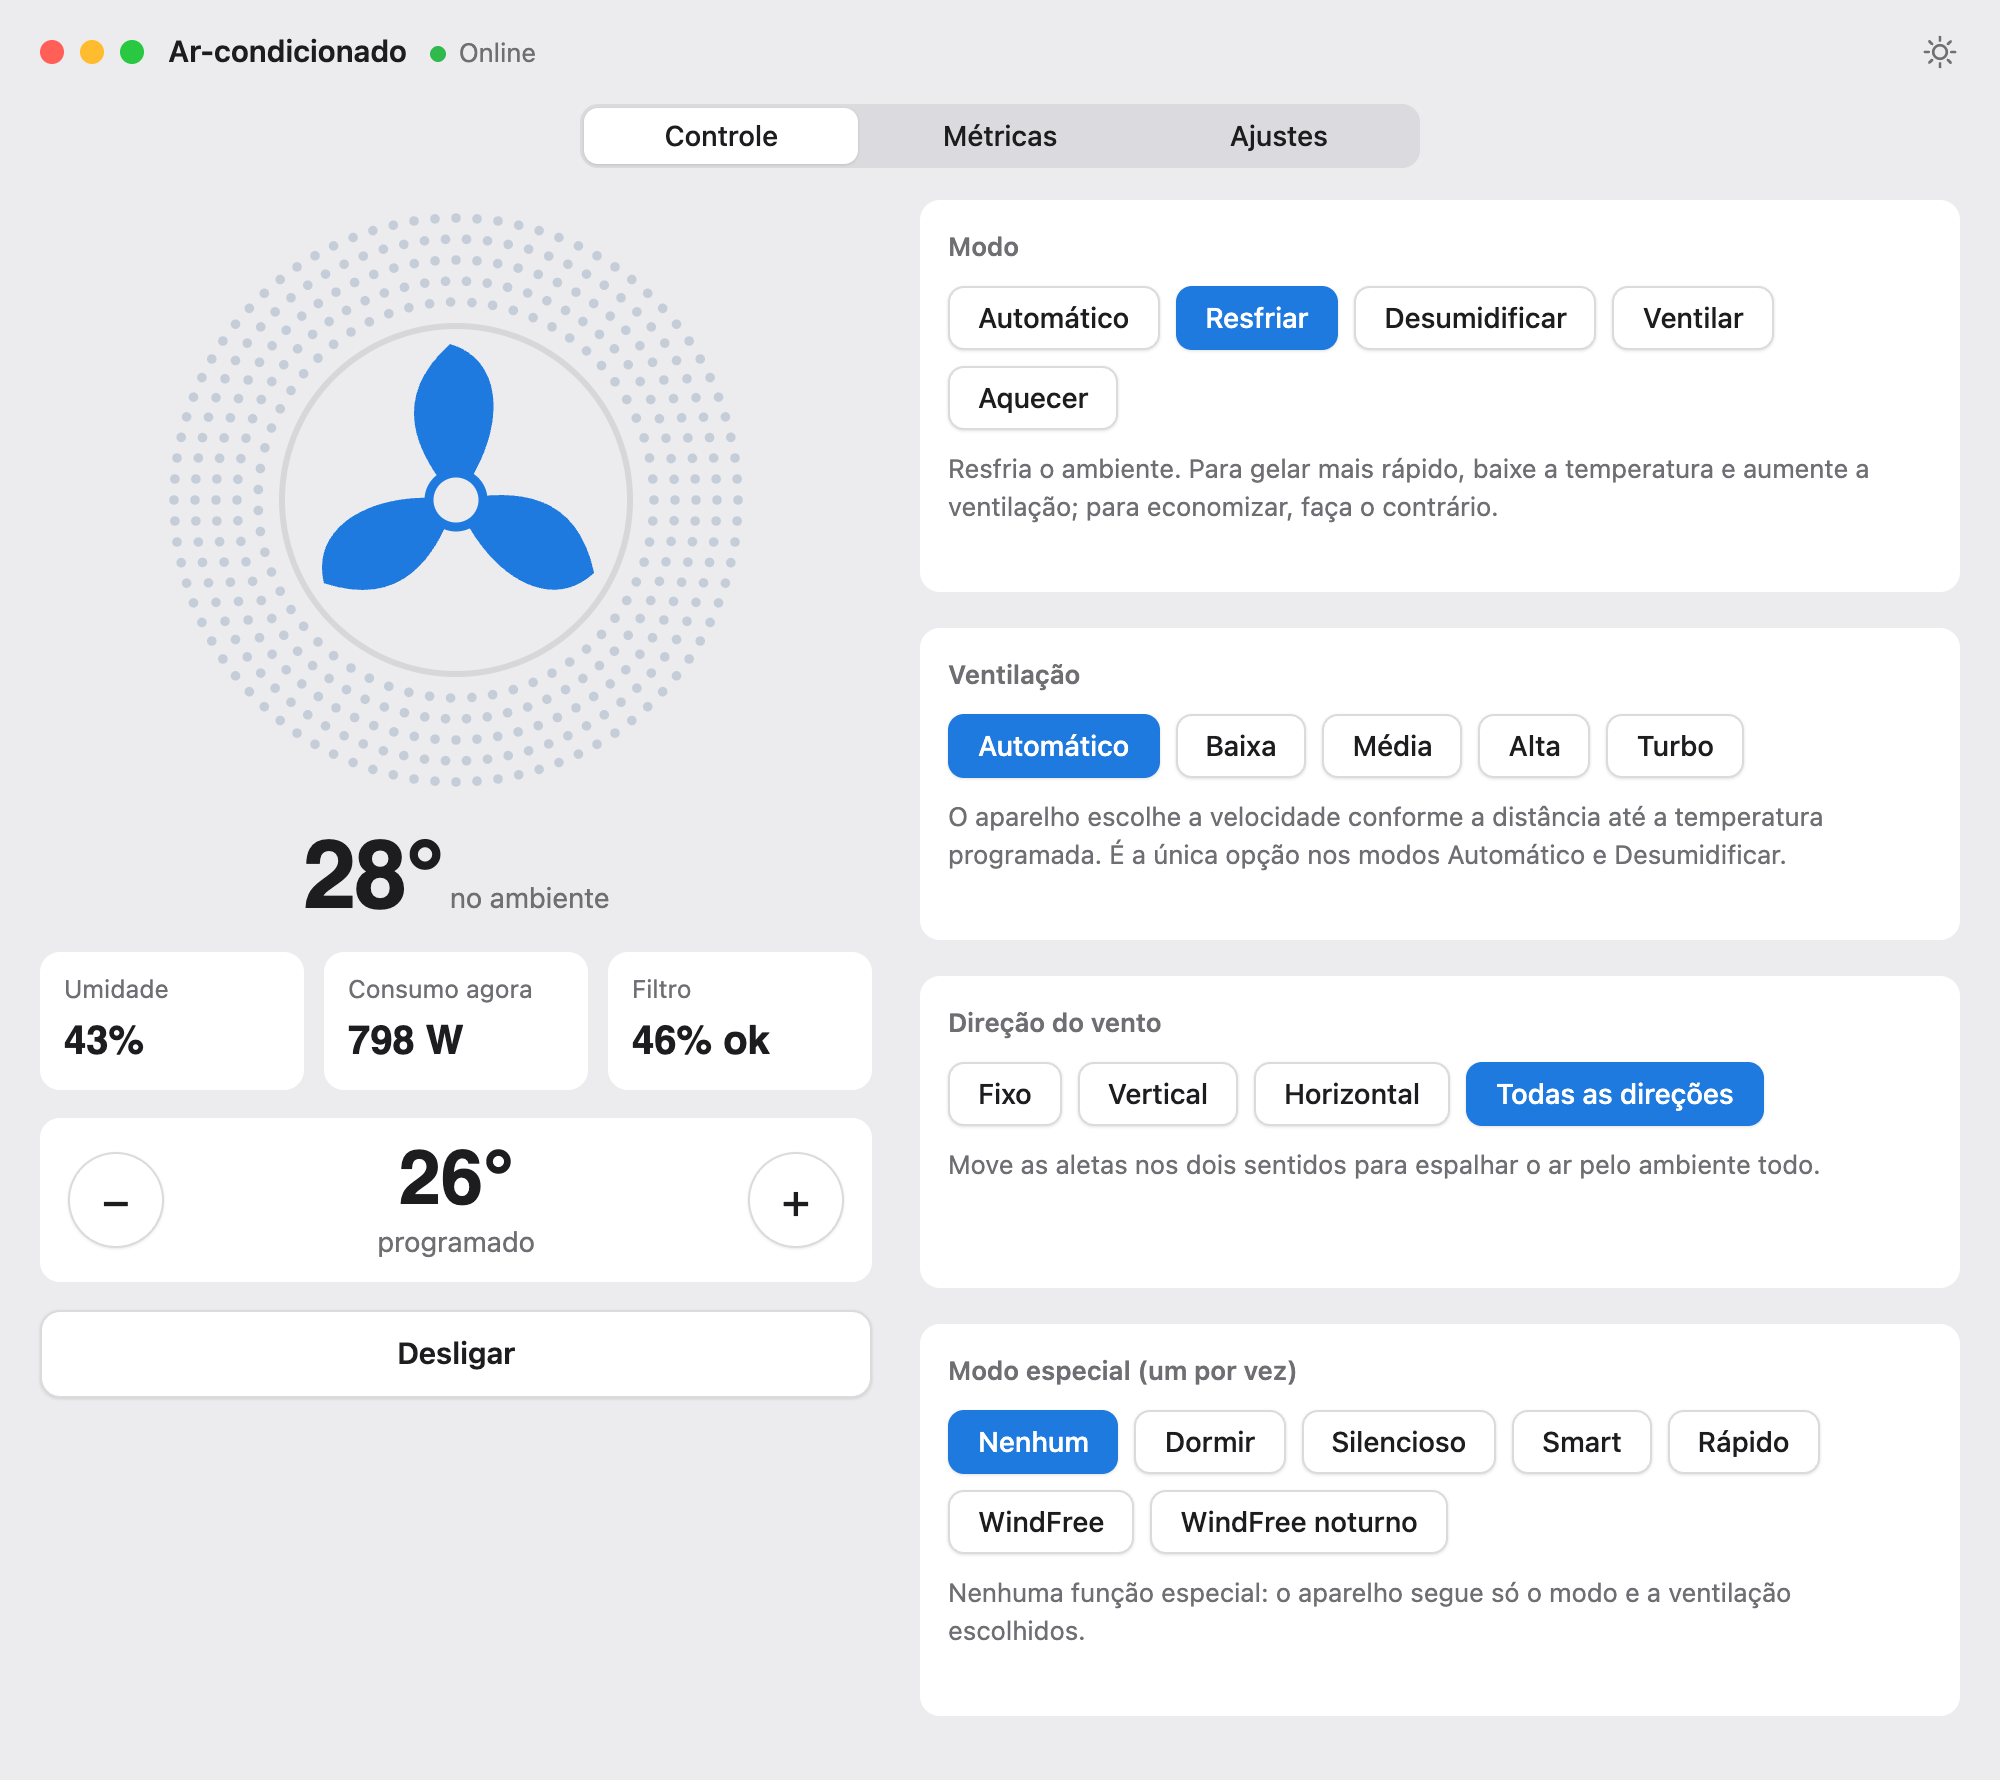 Ar-condicionado
Online
Controle
Métricas
Ajustes
28° no ambiente
Umidade
43%
Consumo agora
798 W
Filtro
46% ok
−
26°
+
programado
Desligar
Modo
Automático
Resfriar
Desumidificar
Ventilar
Aquecer
Resfria o ambiente. Para gelar mais rápido, baixe a temperatura e aumente a
ventilação; para economizar, faça o contrário.
Ventilação
Automático
Baixa
Média
Alta
Turbo
O aparelho escolhe a velocidade conforme a distância até a temperatura
programada. É a única opção nos modos Automático e Desumidificar.
Direção do vento
Fixo
Vertical
Horizontal
Todas as direções
Move as aletas nos dois sentidos para espalhar o ar pelo ambiente todo.
Modo especial (um por vez)
Nenhum
Dormir
Silencioso
Smart
Rápido
WindFree
WindFree noturno
Nenhuma função especial: o aparelho segue só o modo e a ventilação
escolhidos.